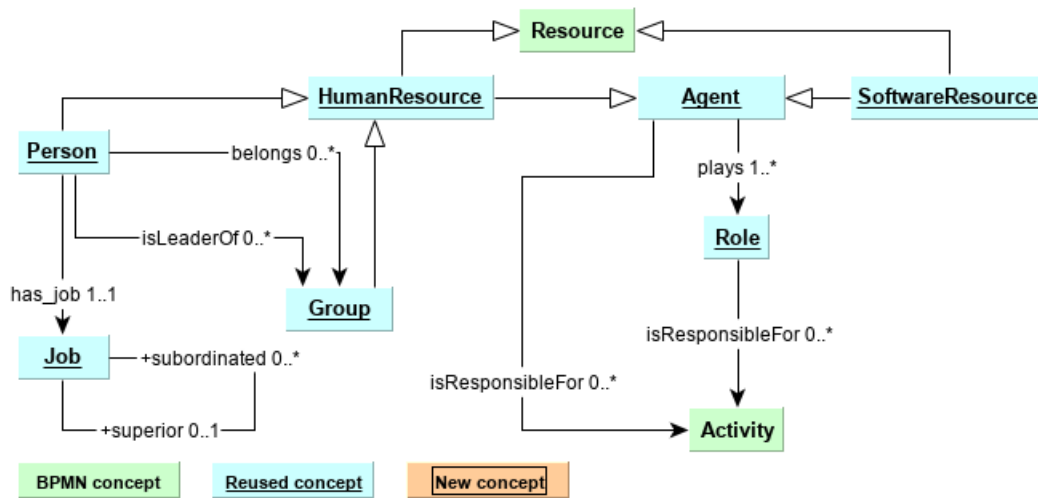 Resource
HumanResource
Agent
SoftwareResource
Person
belongs 0..*
plays 1..*
isLeaderOf 0..*
Role
has_job 1..1
Group
Job
+subordinated 0..*
isResponsibleFor 0..*
isResponsibleFor 0..*
+superior 0..1
Activity
BPMN concept
Reused concept
New concept